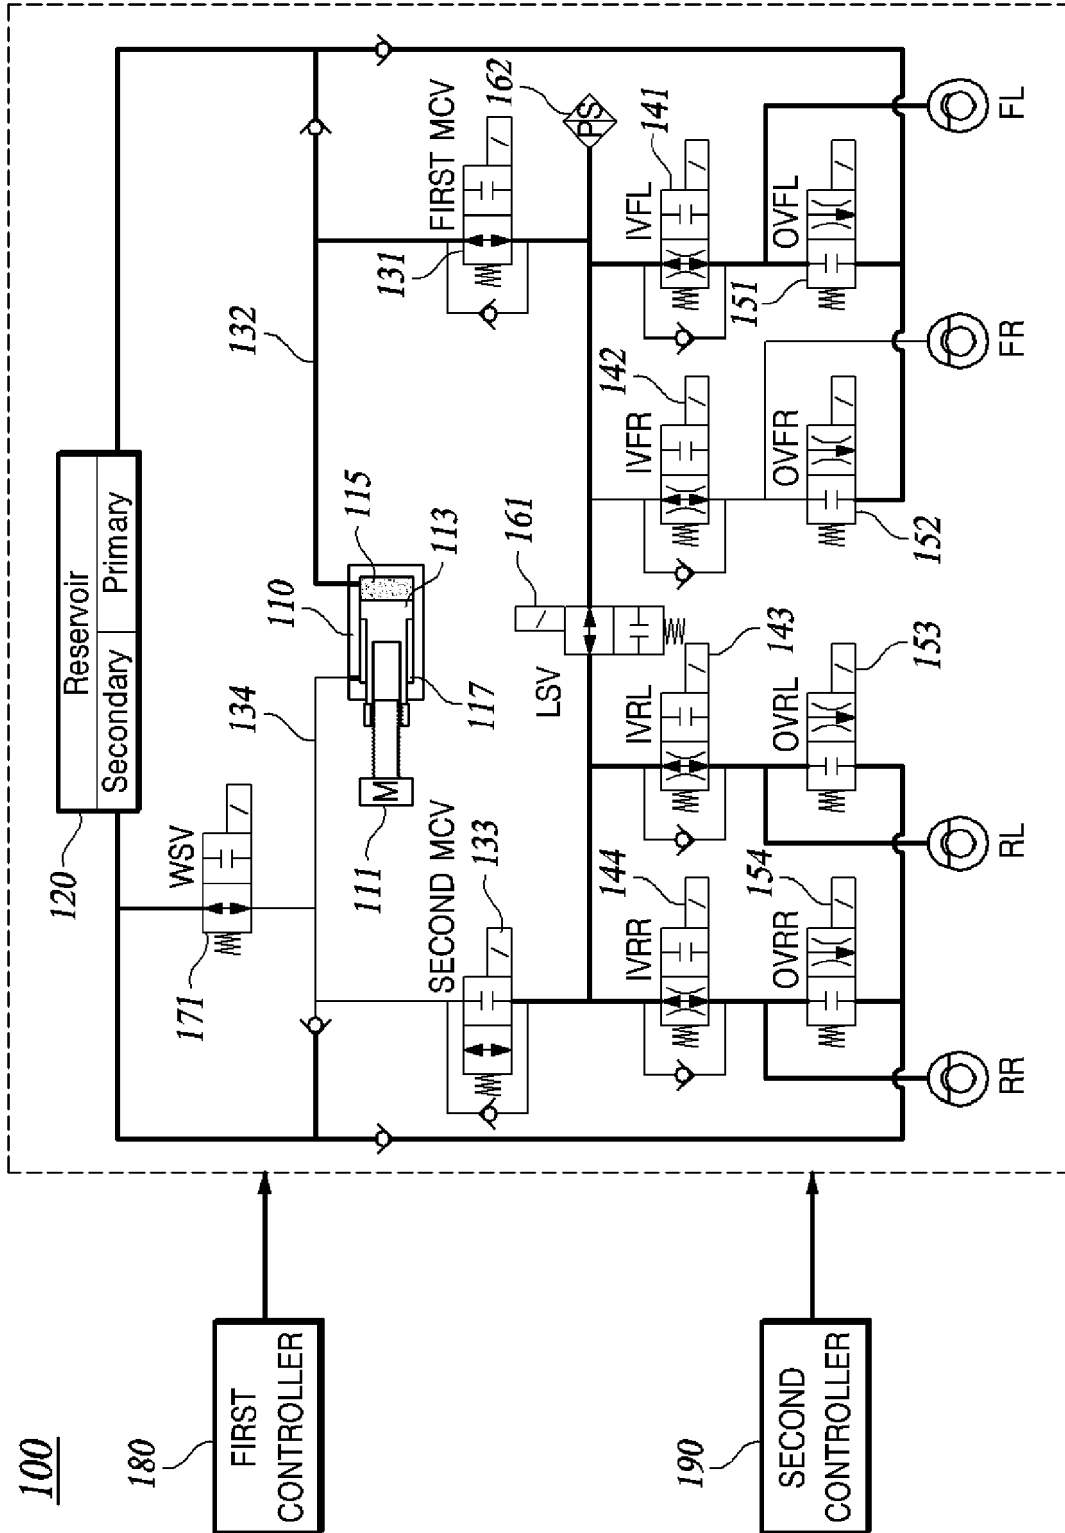 100
180
FIRST
CONTROLLER
190
SECOND
CONTROLLER
Reservoir
Secondary
Primary
120
WSV
171
134
132
110
115
113
117
M
111
FIRST MCV
131
SECOND MCV
133
162
PS
LSV
161
IVRR
144
IVRL
143
IVFR
142
IVFL
141
OVRR
154
OVRL
153
OVFR
152
OVFL
151
RR
RL
FR
FL